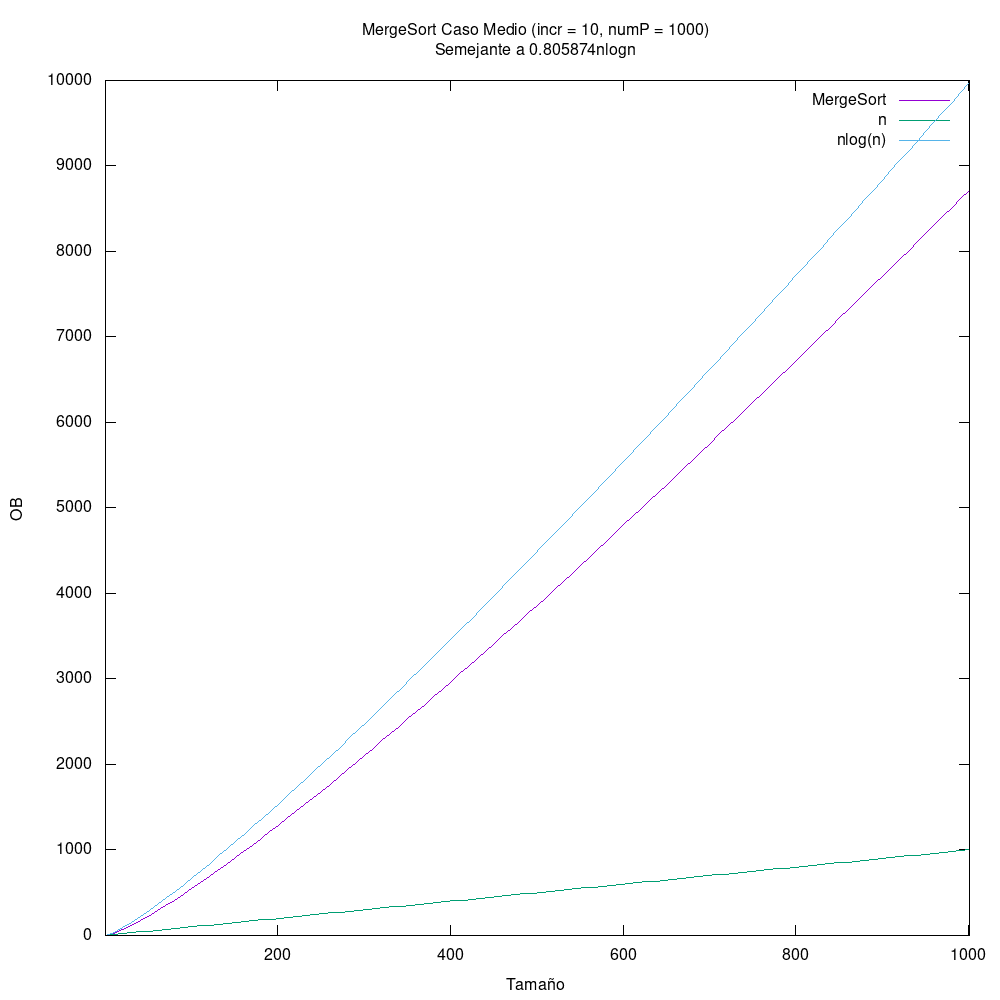 MergeSort Caso Medio (incr = 10, numP = 1000)
Semejante a 0.805874nlogn
10000
9000
8000
7000
6000
5000
4000
3000
2000
1000
0
MergeSort
n
nlog(n)
OB
200
400
600
800
1000
Tamaño